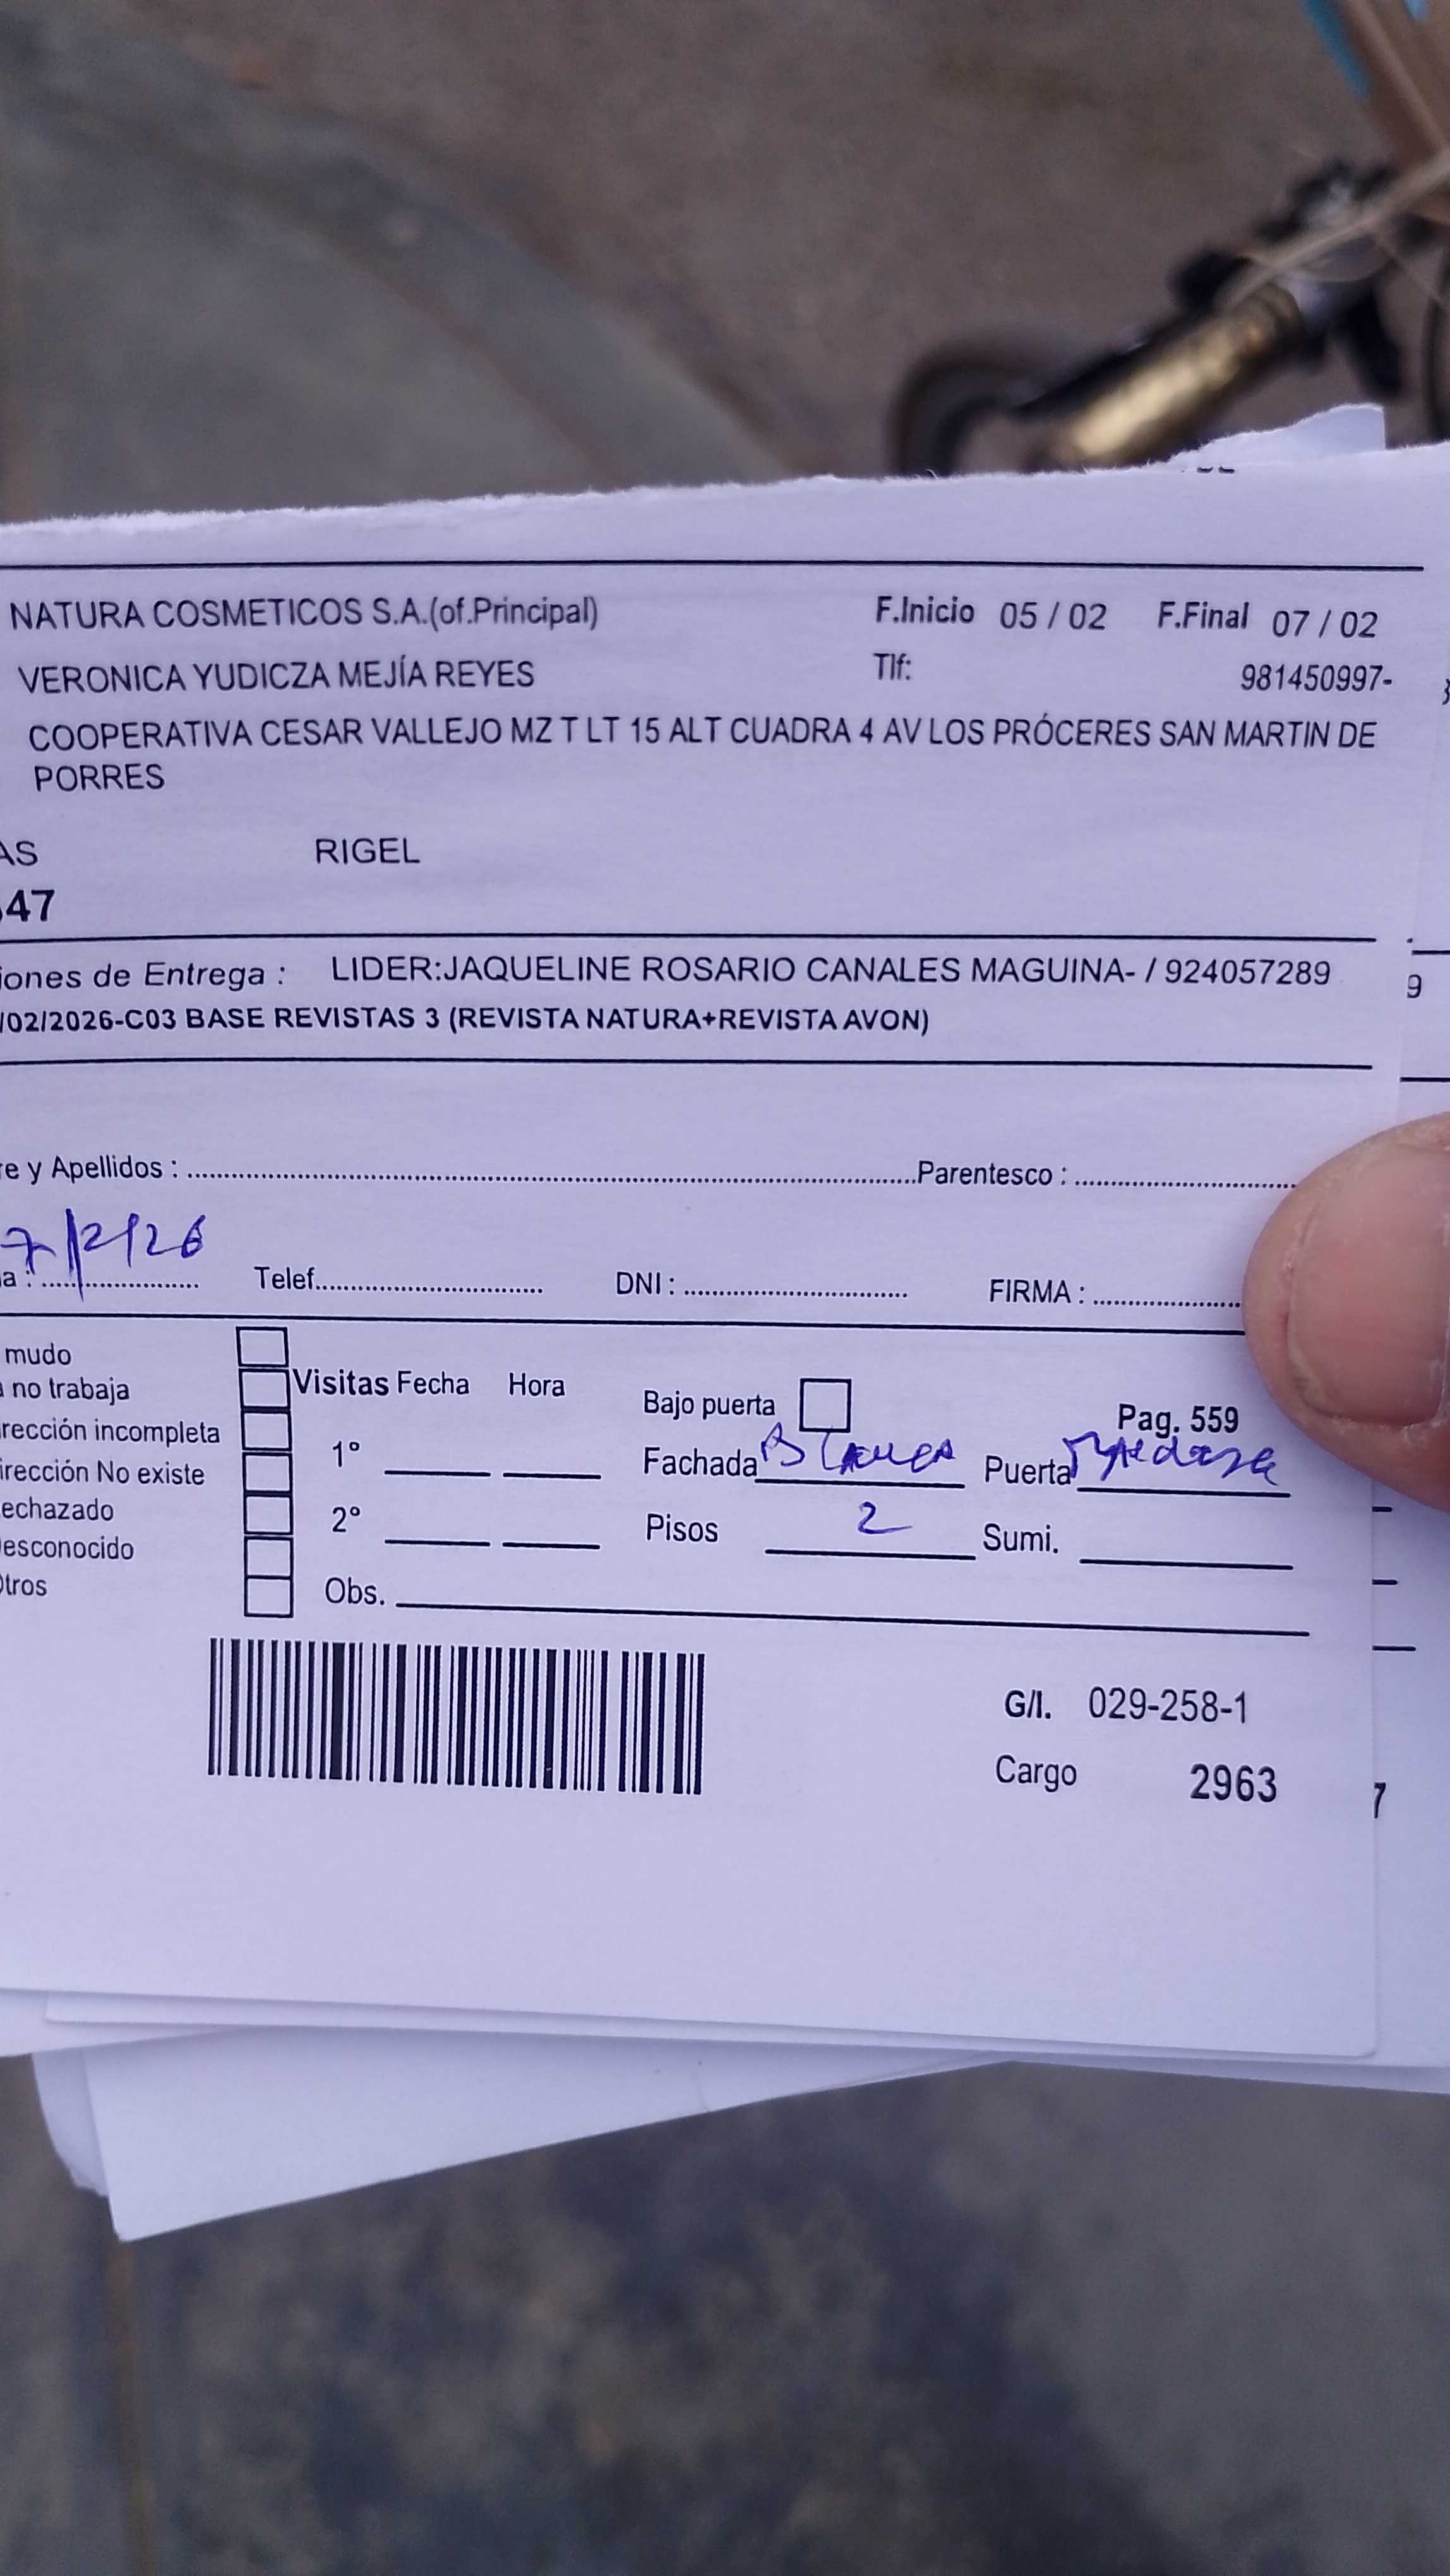 NATURA COSMETICOS S.A.(of.Principal) F.Inicio 05 / 02 F.Final 07 / 02
VERONICA YUDICZA MEJÍA REYES Tlf: 981450997-
COOPERATIVA CESAR VALLEJO MZ T LT 15 ALT CUADRA 4 AV LOS PRÓCERES SAN MARTIN DE
PORRES
AS RIGEL
47
iones de Entrega : LIDER:JAQUELINE ROSARIO CANALES MAGUINA- / 924057289
/02/2026-C03 BASE REVISTAS 3 (REVISTA NATURA+REVISTA AVON)
9
re y Apellidos : Parentesco :
7/2/26
a : Telef. DNI : FIRMA :
mudo
no trabaja Visitas Fecha Hora Bajo puerta Pag. 559
rección incompleta 1° Fachada Blanca Puerta
irección No existe
echazado 2° Pisos 2 Sumi.
esconocido
Otros Obs.
G/I. 029-258-1
Cargo 2963
7